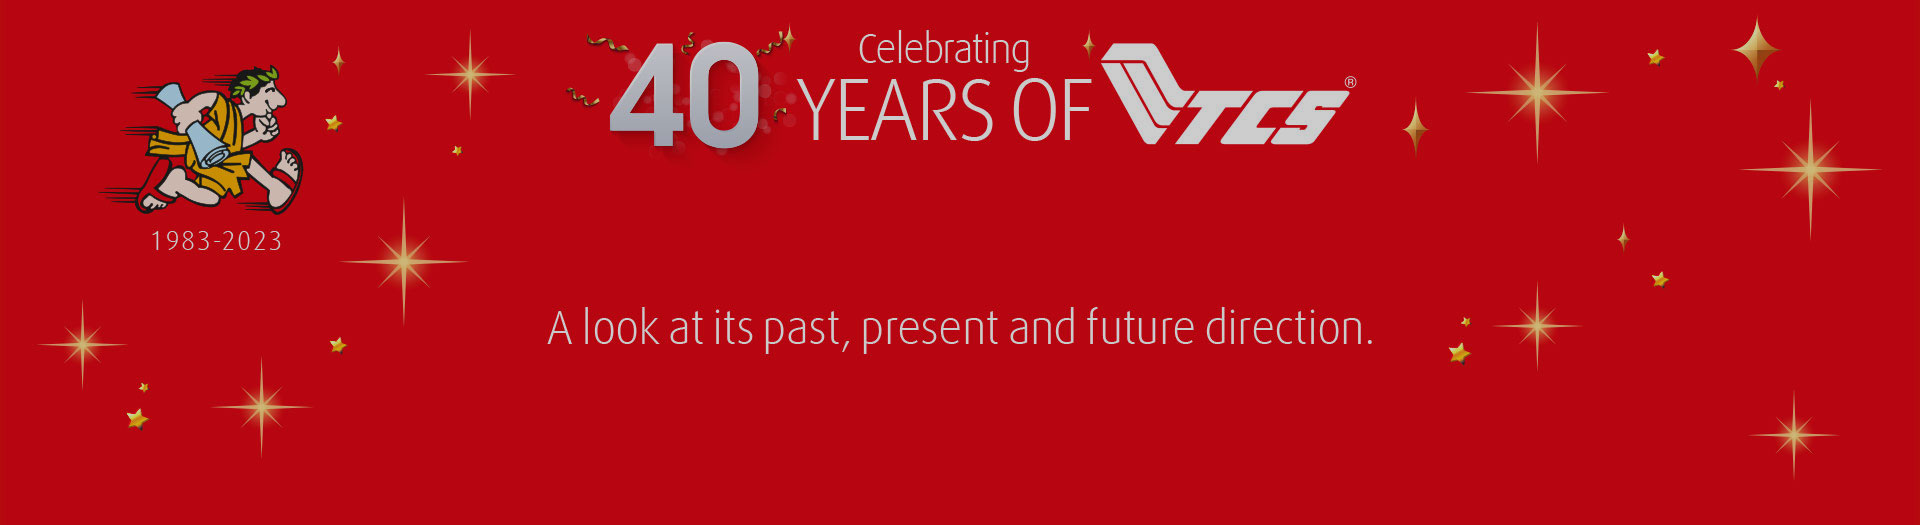 40
Celebrating
YEARS OF TCS®
1983-2023
A look at its past, present and future direction.